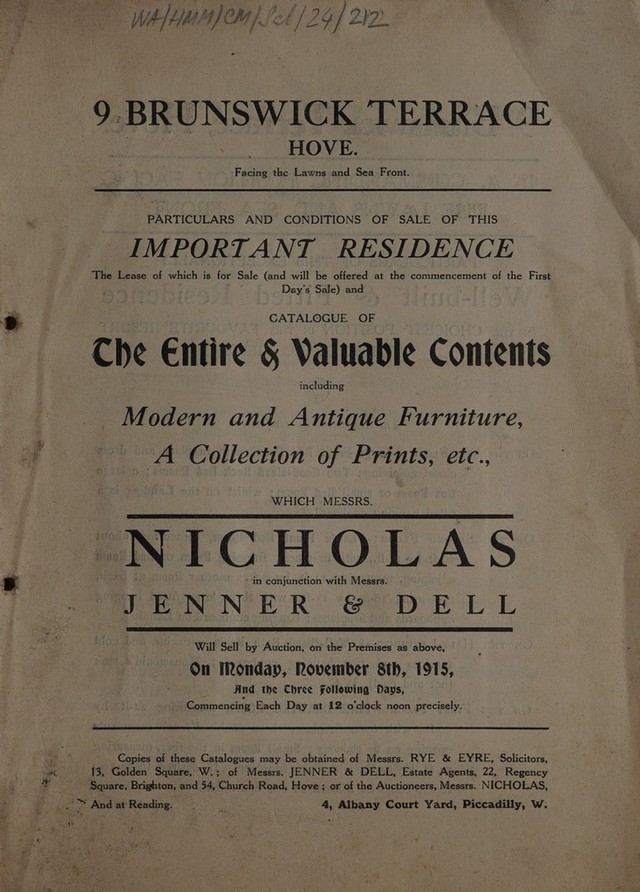 WA/HMM/CM/Sal/24/212
9 BRUNSWICK TERRACE
HOVE.
Facing the Lawns and Sea Front.
PARTICULARS AND CONDITIONS OF SALE OF THIS
IMPORTANT RESIDENCE
The Lease of which is for Sale (and will be offered at the commencement of the First
Day's Sale) and
CATALOGUE OF
The Entire & Valuable Contents
including
Modern and Antique Furniture,
A Collection of Prints, etc.,
WHICH MESSRS.
NICHOLAS
in conjunction with Messrs.
JENNER & DELL
Will Sell by Auction, on the Premises as above,
On Monday, November 8th, 1915,
And the Three Following Days,
Commencing Each Day at 12 o'clock noon precisely.
Copies of these Catalogues may be obtained of Messrs. RYE & EYRE, Solicitors,
13, Golden Square, W.; of Messrs. JENNER & DELL, Estate Agents, 22, Regency
Square, Brighton, and 54, Church Road, Hove; or of the Auctioneers, Messrs. NICHOLAS,
And at Reading. 4, Albany Court Yard, Piccadilly, W.